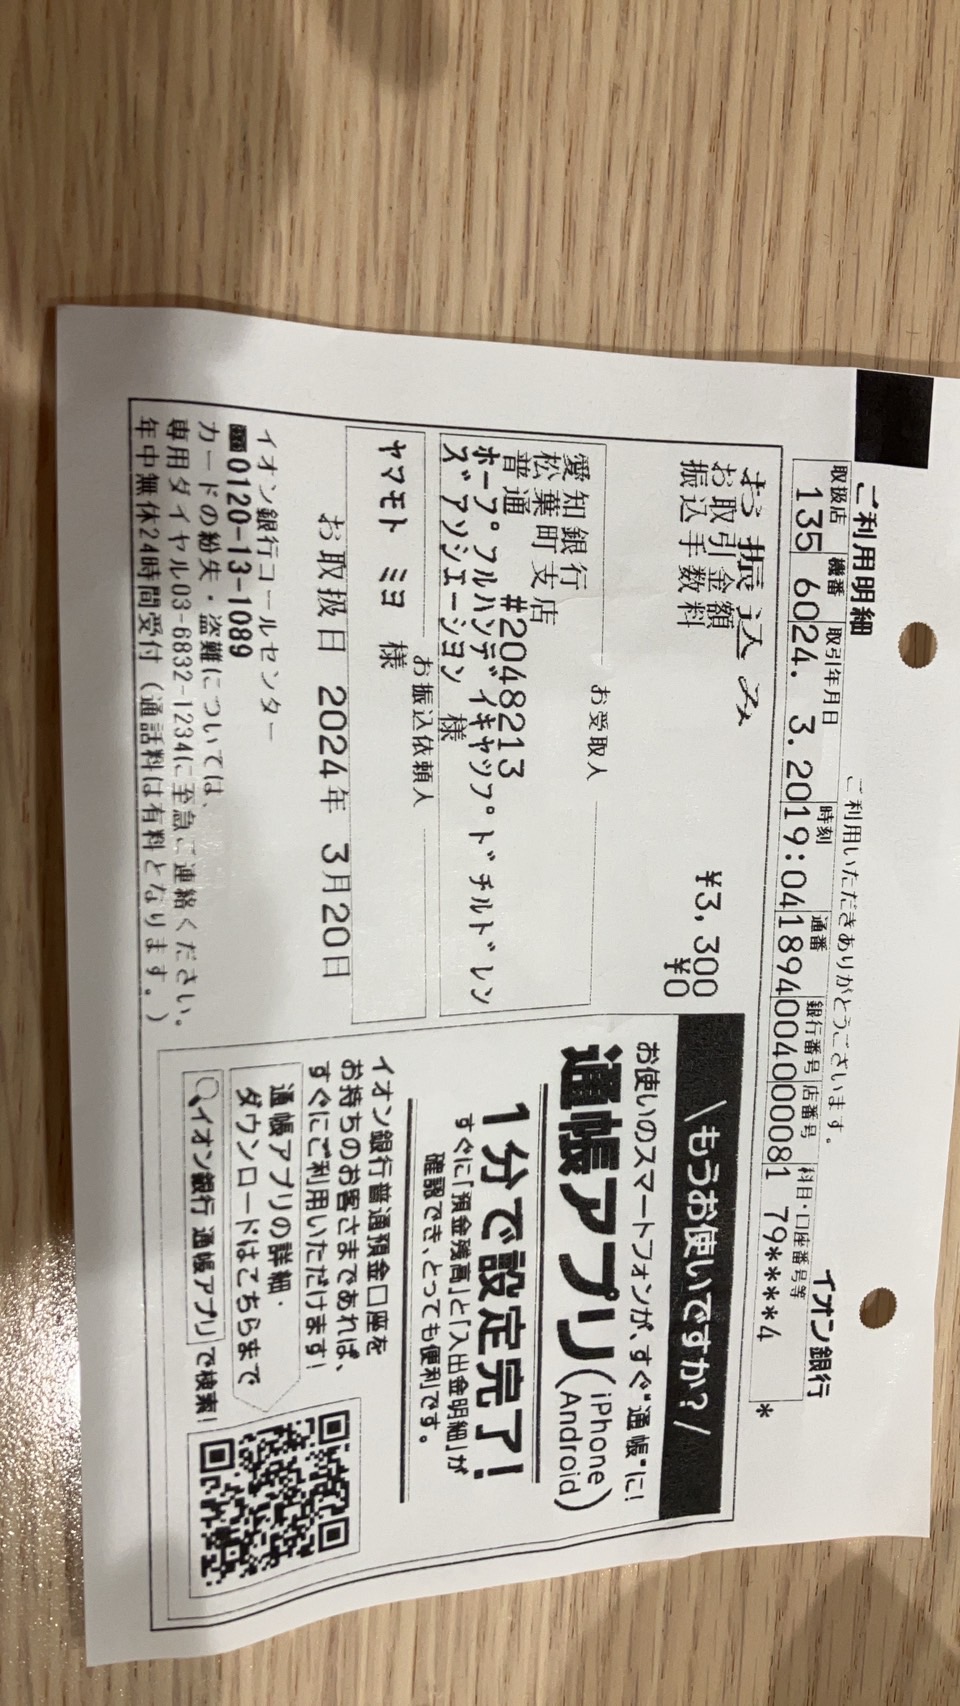 ご利用明細
ご利用いただきありがとうございます。
イオン銀行
取扱店 機番 取引年月日 時刻 通番 銀行番号 店番号 科目・口座番号等
135 6024. 3.2019:0418940040000081 79****4 *
お振込み
お取引金額 ¥3,300
振込手数料 ¥0
お受取人
愛知銀行
松葉町支店
普通 #2048213
ホープフルハンデイキヤツプドチルドレン
ズアソシエーシヨン 様
お振込依頼人
ヤマモト ミヨ 様
お取扱日 2024年 3月20日
イオン銀行コールセンター
0120-13-1089
カードの紛失・盗難については、
専用ダイヤル03-6832-1234に至急ご連絡ください。
年中無休24時間受付(通話料は有料となります。)
\もうお使いですか?/
お使いのスマートフォンが、すぐ"通帳"に!
通帳アプリ(iPhone Android)
1分で設定完了!
すぐに「預金残高」と「入出金明細」が
確認でき、とっても便利です。
イオン銀行普通預金口座を
お持ちのお客さまであれば、
すぐにご利用いただけます!
通帳アプリの詳細・
ダウンロードはこちらまで
イオン銀行 通帳アプリ で検索!